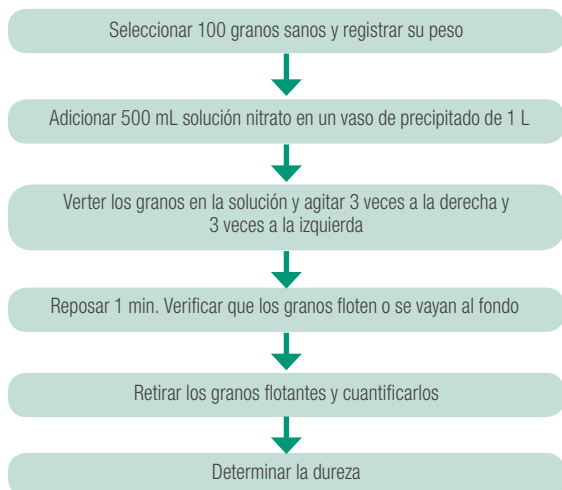 Seleccionar 100 granos sanos y registrar su peso
Adicionar 500 mL solución nitrato en un vaso de precipitado de 1 L
Verter los granos en la solución y agitar 3 veces a la derecha y
3 veces a la izquierda
Reposar 1 min. Verificar que los granos floten o se vayan al fondo
Retirar los granos flotantes y cuantificarlos
Determinar la dureza